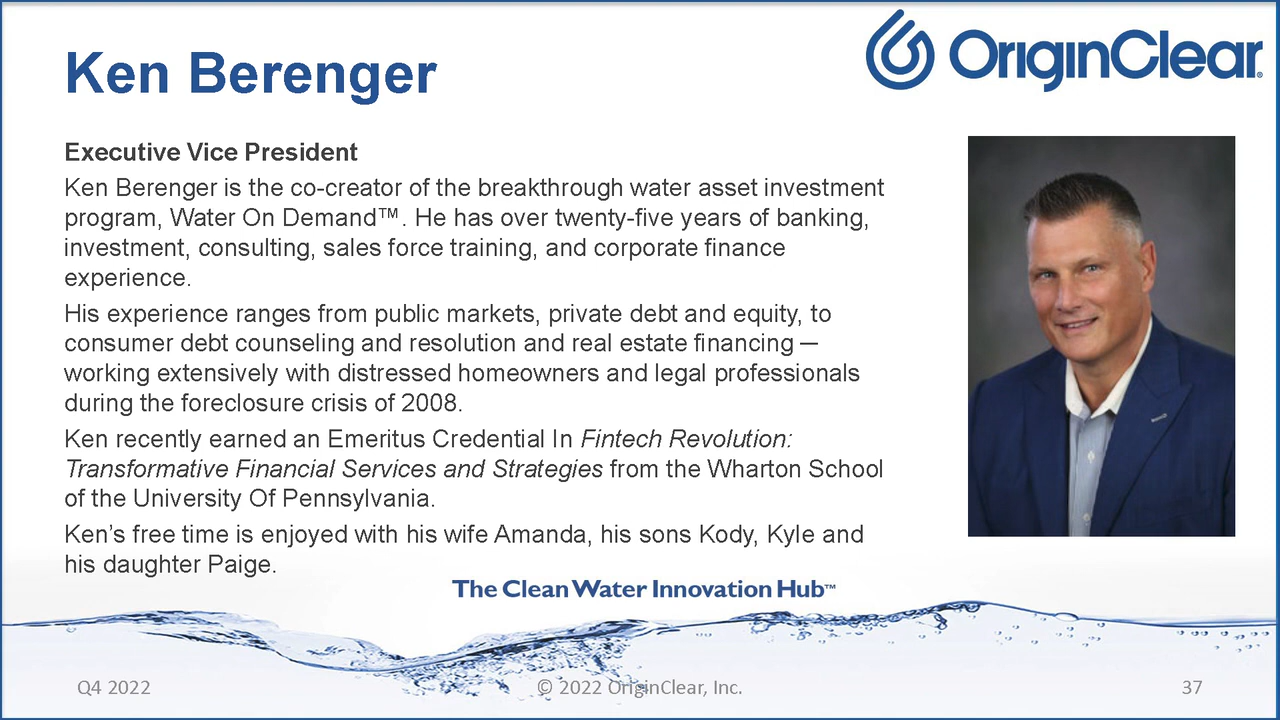 Ken Berenger
OriginClear®
Executive Vice President
Ken Berenger is the co-creator of the breakthrough water asset investment
program, Water On Demand™. He has over twenty-five years of banking,
investment, consulting, sales force training, and corporate finance
experience.
His experience ranges from public markets, private debt and equity, to
consumer debt counseling and resolution and real estate financing —
working extensively with distressed homeowners and legal professionals
during the foreclosure crisis of 2008.
Ken recently earned an Emeritus Credential In Fintech Revolution:
Transformative Financial Services and Strategies from the Wharton School
of the University Of Pennsylvania.
Ken’s free time is enjoyed with his wife Amanda, his sons Kody, Kyle and
his daughter Paige.
The Clean Water Innovation Hub™
Q4 2022
© 2022 OriginClear, Inc.
37